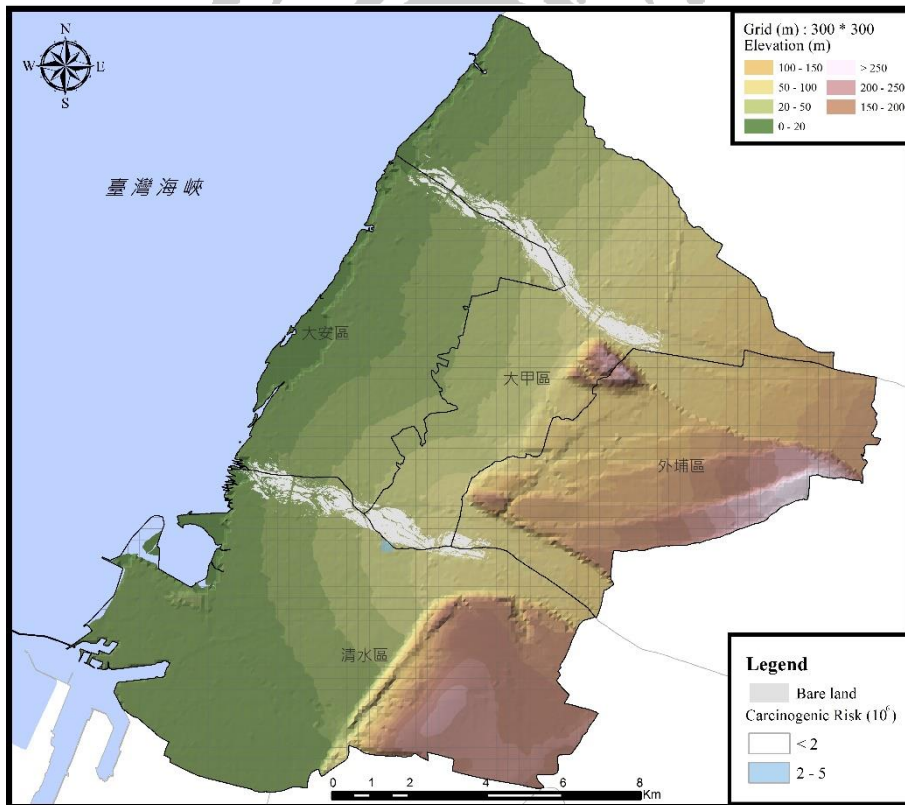 N
W E
S
Grid (m) : 300 * 300
Elevation (m)
100 - 150 > 250
50 - 100 200 - 250
20 - 50 150 - 200
0 - 20
臺灣海峽
大安區
大甲區
外埔區
清水區
Legend
Bare land
Carcinogenic Risk (10⁶)
< 2
2 - 5
0 1 2 4 6 8
Km